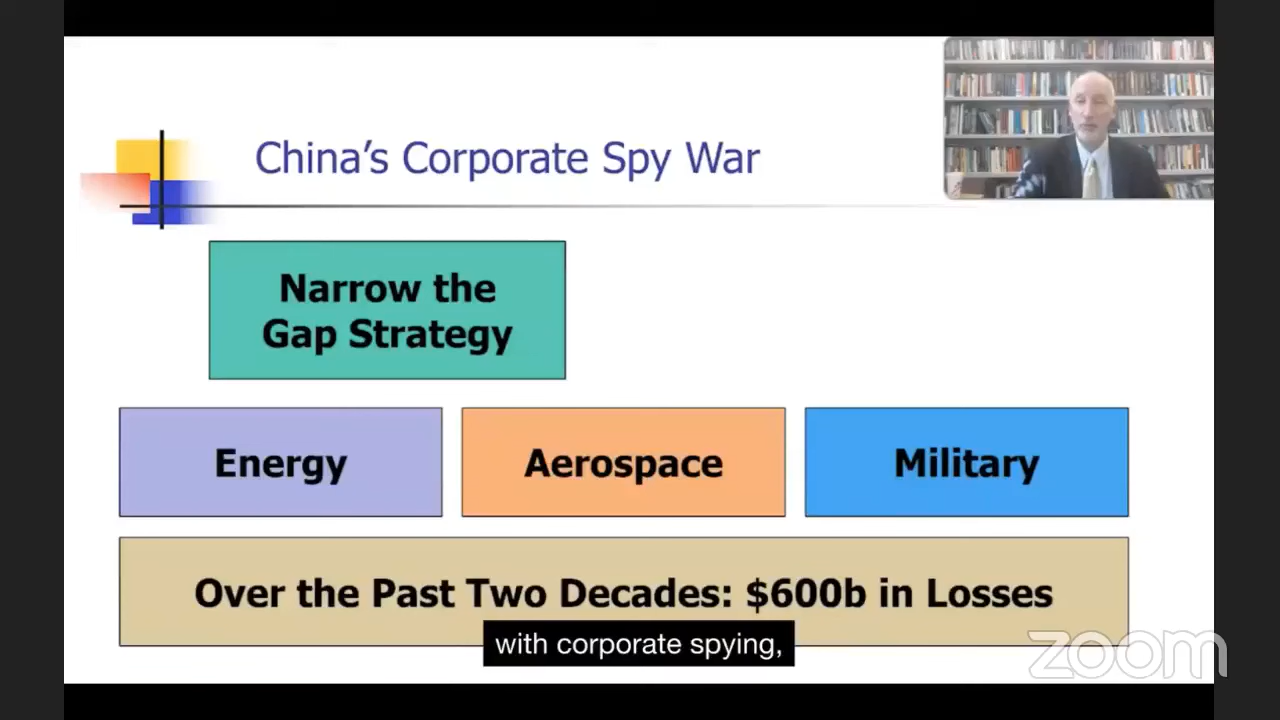 China's Corporate Spy War
Narrow the
Gap Strategy
Energy
Aerospace
Military
Over the Past Two Decades: $600b in Losses
with corporate spying,
zoom